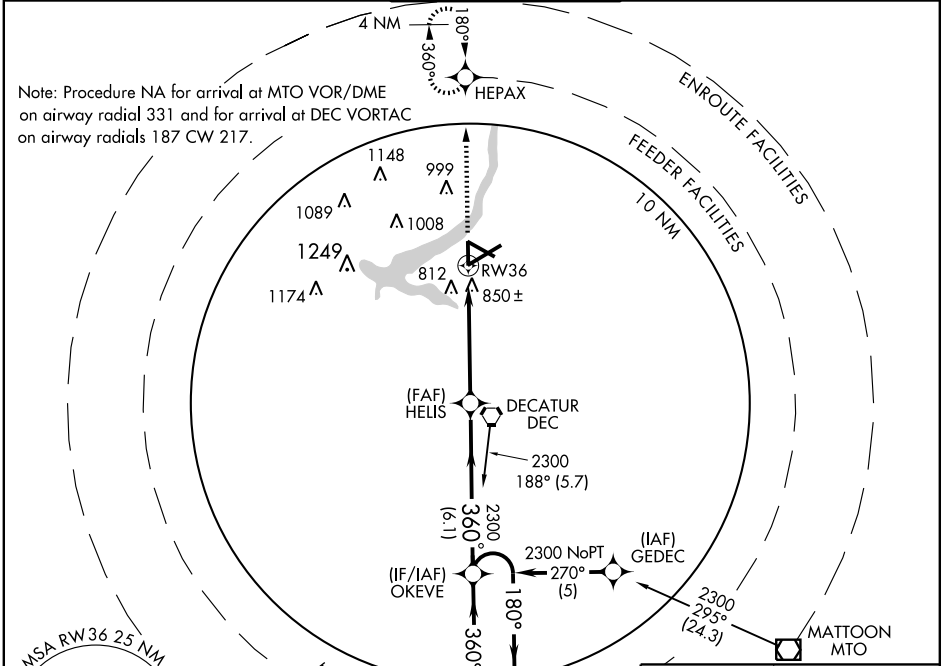 180°
4 NM
360°
HEPAX
ENROUTE FACILITIES
FEEDER FACILITIES
10 NM
Note: Procedure NA for arrival at MTO VOR/DME
on airway radial 331 and for arrival at DEC VORTAC
on airway radials 187 CW 217.
1148
999
1089
1008
1249
RW36
812
1174
850 ±
(FAF)
HELIS
DECATUR
DEC
2300
188° (5.7)
2300
360°
(6.1)
(IF/IAF)
OKEVE
2300 NoPT
270°
(5)
(IAF)
GEDEC
2300
295°
(24.3)
MATTOON
MTO
180°
360°
MSA RW36 25 NM